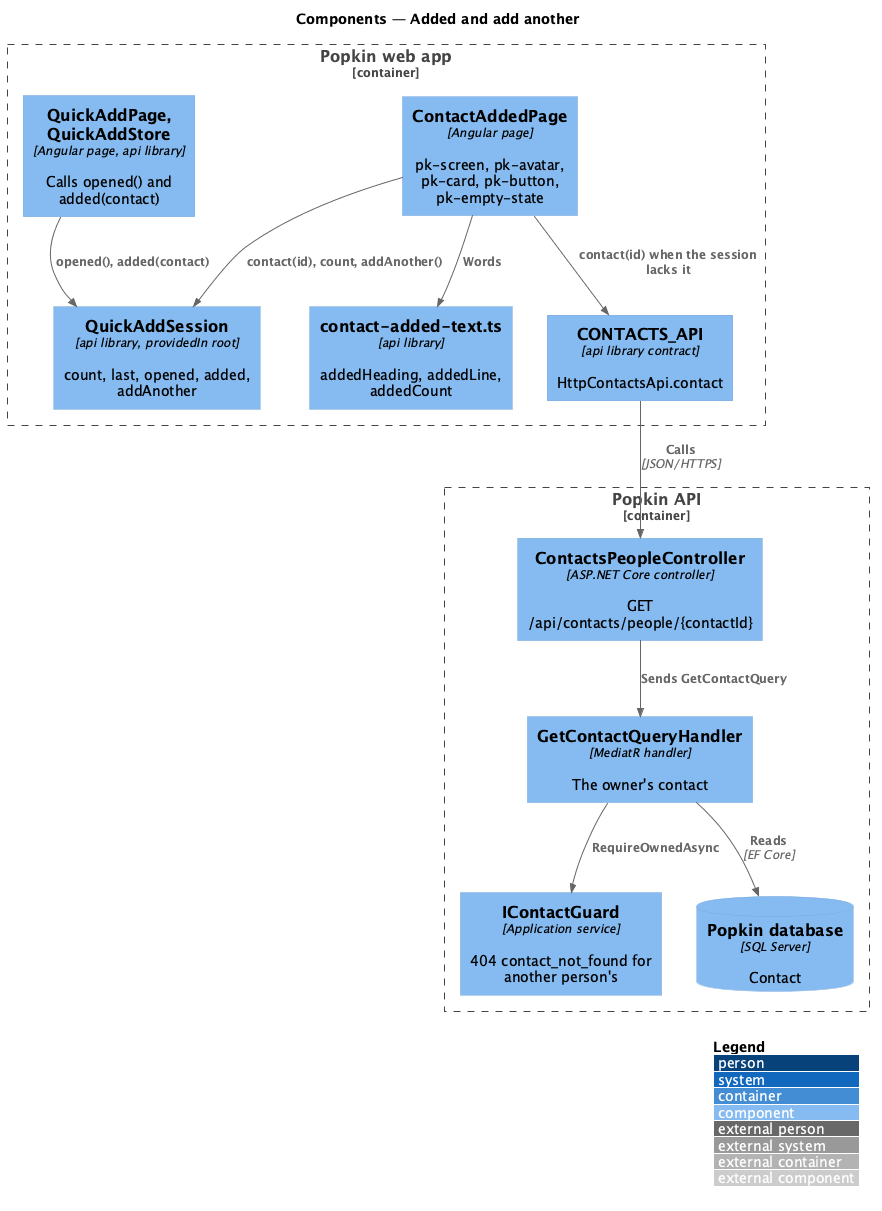 Components — Added and add another
Popkin web app
[container]
QuickAddPage,
QuickAddStore
[Angular page, api library]
Calls opened() and
added(contact)
ContactAddedPage
[Angular page]
pk-screen, pk-avatar,
pk-card, pk-button,
pk-empty-state
opened(), added(contact)
contact(id), count, addAnother()
Words
contact(id) when the session
lacks it
QuickAddSession
[api library, providedIn root]
count, last, opened, added,
addAnother
contact-added-text.ts
[api library]
addedHeading, addedLine,
addedCount
CONTACTS_API
[api library contract]
HttpContactsApi.contact
Calls
[JSON/HTTPS]
Popkin API
[container]
ContactsPeopleController
[ASP.NET Core controller]
GET
/api/contacts/people/{contactId}
Sends GetContactQuery
GetContactQueryHandler
[MediatR handler]
The owner's contact
RequireOwnedAsync
Reads
[EF Core]
IContactGuard
[Application service]
404 contact_not_found for
another person's
Popkin database
[SQL Server]
Contact
Legend
person
system
container
component
external person
external system
external container
external component